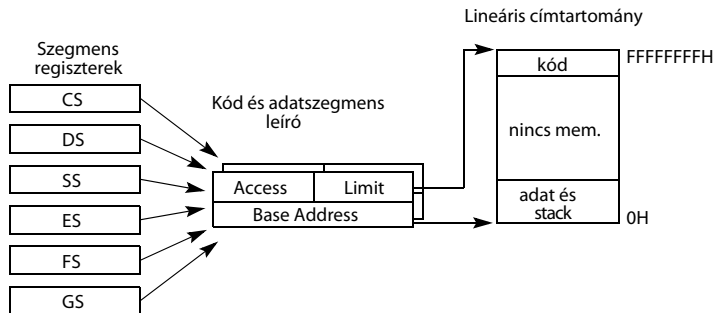 Lineáris címtartomány
Szegmens
regiszterek
CS
DS
SS
ES
FS
GS
Kód és adatszegmens
leíró
Access
Limit
Base Address
kód
nincs mem.
adat és
stack
FFFFFFFFH
0H